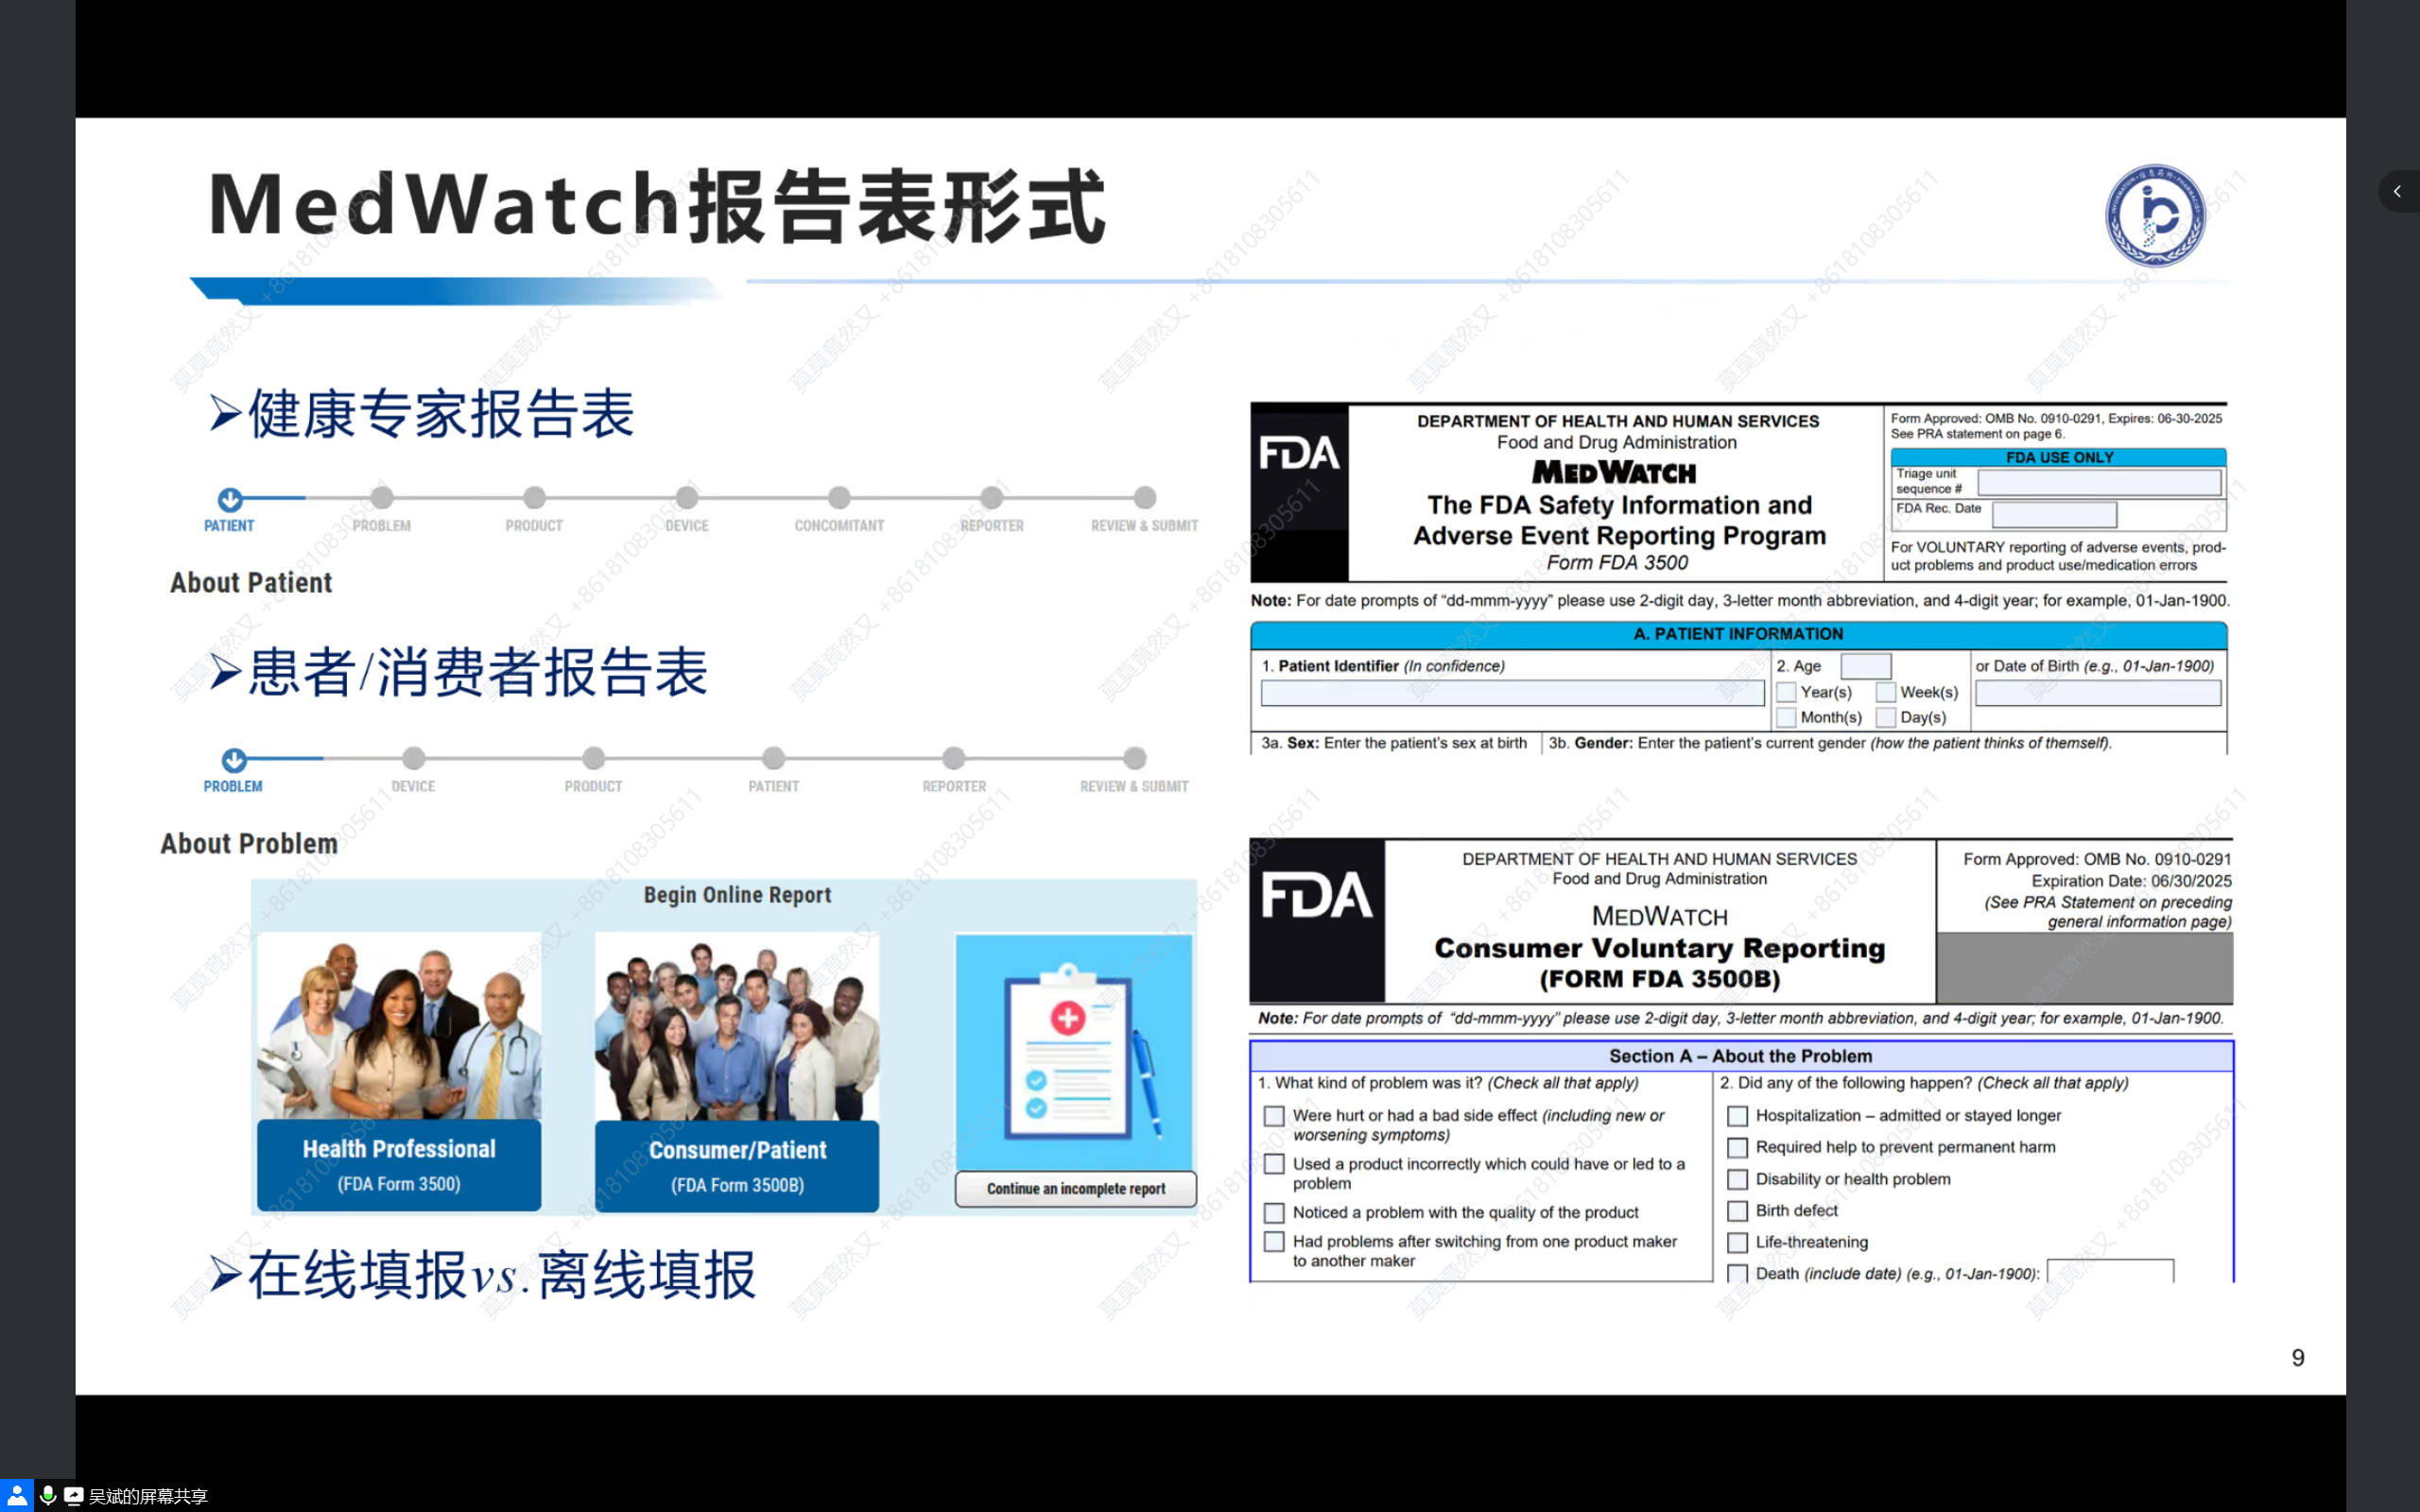 MedWatch报告表形式
➢健康专家报告表
PATIENT PROBLEM PRODUCT DEVICE CONCOMITANT REPORTER REVIEW & SUBMIT
About Patient
➢患者/消费者报告表
PROBLEM DEVICE PRODUCT PATIENT REPORTER REVIEW & SUBMIT
About Problem
Begin Online Report
Health Professional
(FDA Form 3500)
Consumer/Patient
(FDA Form 3500B)
Continue an incomplete report
➢在线填报vs.离线填报
FDA
DEPARTMENT OF HEALTH AND HUMAN SERVICES
Food and Drug Administration
MEDWATCH
The FDA Safety Information and
Adverse Event Reporting Program
Form FDA 3500
Form Approved: OMB No. 0910-0291, Expires: 06-30-2025
See PRA statement on page 6.
FDA USE ONLY
Triage unit
sequence #
FDA Rec. Date
For VOLUNTARY reporting of adverse events, prod-
uct problems and product use/medication errors
Note: For date prompts of “dd-mmm-yyyy” please use 2-digit day, 3-letter month abbreviation, and 4-digit year; for example, 01-Jan-1900.
A. PATIENT INFORMATION
1. Patient Identifier (In confidence)
2. Age
Year(s) Week(s)
Month(s) Day(s)
or Date of Birth (e.g., 01-Jan-1900)
3a. Sex: Enter the patient's sex at birth
3b. Gender: Enter the patient's current gender (how the patient thinks of themself).
FDA
DEPARTMENT OF HEALTH AND HUMAN SERVICES
Food and Drug Administration
MEDWATCH
Consumer Voluntary Reporting
(FORM FDA 3500B)
Form Approved: OMB No. 0910-0291
Expiration Date: 06/30/2025
(See PRA Statement on preceding
general information page)
Note: For date prompts of “dd-mmm-yyyy” please use 2-digit day, 3-letter month abbreviation, and 4-digit year; for example, 01-Jan-1900.
Section A – About the Problem
1. What kind of problem was it? (Check all that apply)
Were hurt or had a bad side effect (including new or
worsening symptoms)
Used a product incorrectly which could have or led to a
problem
Noticed a problem with the quality of the product
Had problems after switching from one product maker
to another maker
2. Did any of the following happen? (Check all that apply)
Hospitalization – admitted or stayed longer
Required help to prevent permanent harm
Disability or health problem
Birth defect
Life-threatening
Death (include date) (e.g., 01-Jan-1900):
9
莫莫竟然又 +8618108305611
吴斌的屏幕共享